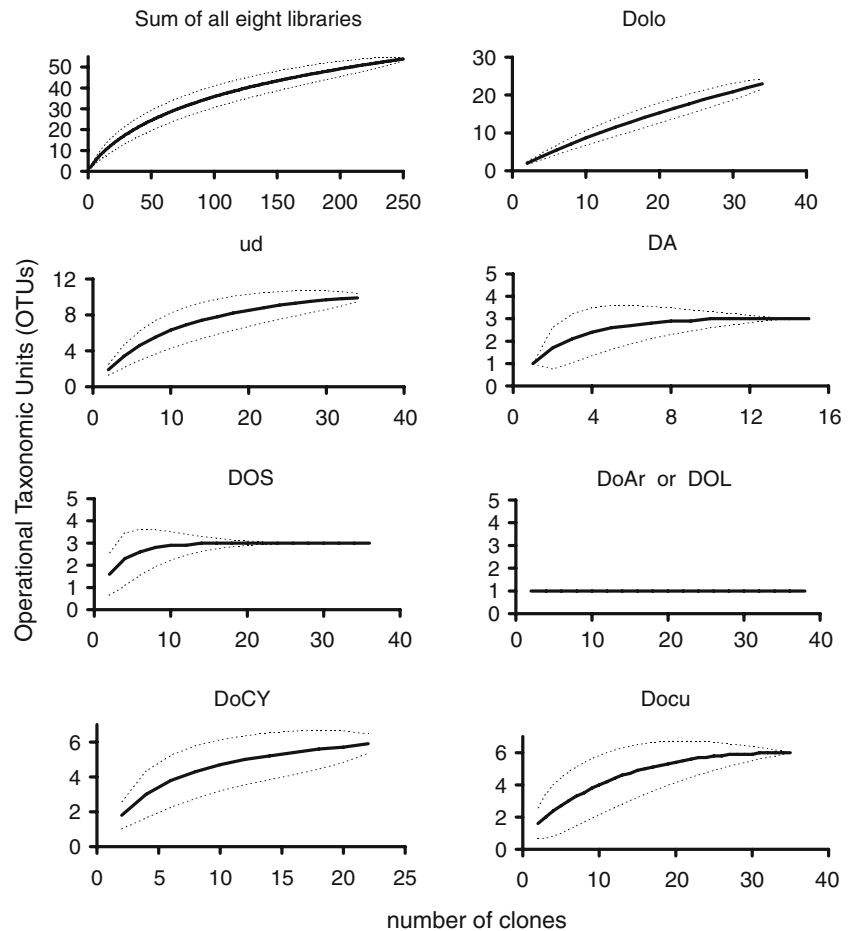 Sum of all eight libraries
Dolo
50
40
30
20
10
0
0 50 100 150 200 250
30
20
10
0
0 10 20 30 40
Operational Taxonomic Units (OTUs)
ud
DA
12
8
4
0
0 10 20 30 40
5
4
3
2
1
0
0 4 8 12 16
DOS
DoAr or DOL
5
4
3
2
1
0
0 10 20 30 40
5
4
3
2
1
0
0 10 20 30 40
DoCY
Docu
6
4
2
0
0 5 10 15 20 25
6
4
2
0
0 10 20 30 40
number of clones